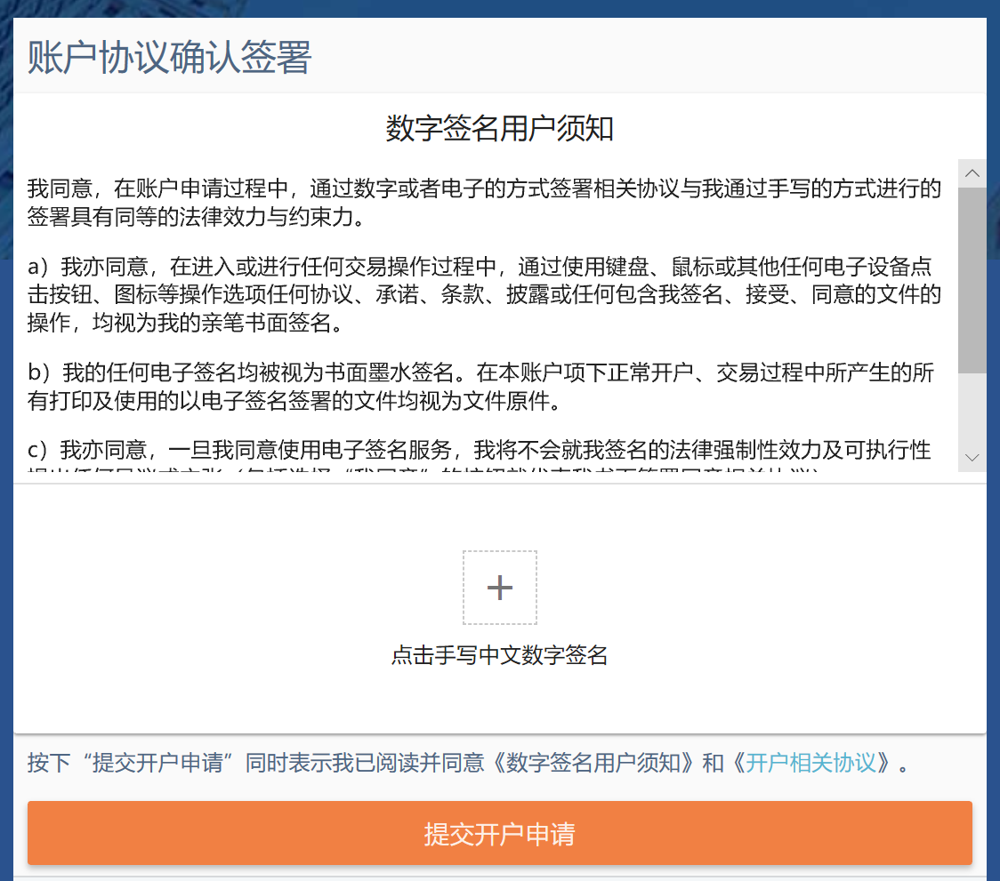 账户协议确认签署
数字签名用户须知
我同意，在账户申请过程中，通过数字或者电子的方式签署相关协议与我通过手写的方式进行的
签署具有同等的法律效力与约束力。
a）我亦同意，在进入或进行任何交易操作过程中，通过使用键盘、鼠标或其他任何电子设备点
击按钮、图标等操作选项任何协议、承诺、条款、披露或任何包含我签名、接受、同意的文件的
操作，均视为我的亲笔书面签名。
b）我的任何电子签名均被视为书面墨水签名。在本账户项下正常开户、交易过程中所产生的所
有打印及使用的以电子签名签署的文件均视为文件原件。
c）我亦同意，一旦我同意使用电子签名服务，我将不会就我签名的法律强制性效力及可执行性
点击手写中文数字签名
按下“提交开户申请”同时表示我已阅读并同意《数字签名用户须知》和《开户相关协议》。
提交开户申请